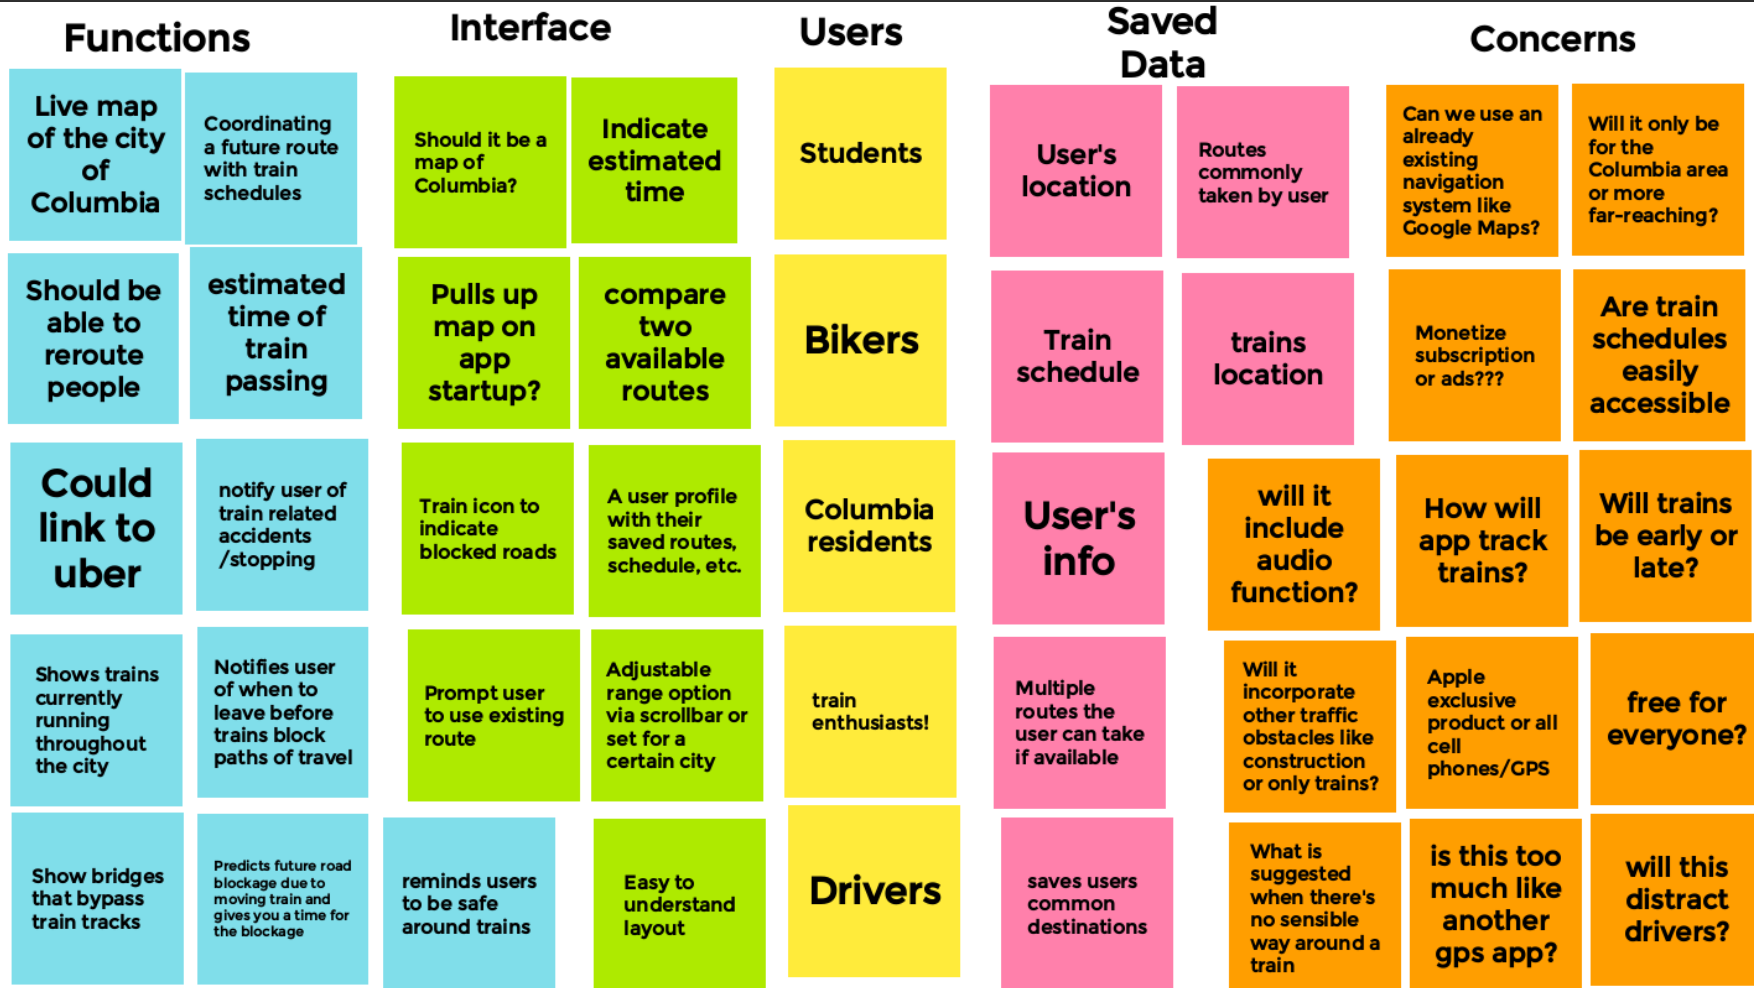 Functions
Live map
of the city
of
Columbia
Coordinating
a future route
with train
schedules
Should be
able to
reroute
people
estimated
time of
train
passing
Could
link to
uber
notify user of
train related
accidents
/stopping
Shows trains
currently
running
throughout
the city
Notifies user
of when to
leave before
trains block
paths of travel
Show bridges
that bypass
train tracks
Predicts future road
blockage due to
moving train and
gives you a time for
the blockage
reminds users
to be safe
around trains
Interface
Should it be a
map of
Columbia?
Indicate
estimated
time
Pulls up
map on
app
startup?
compare
two
available
routes
Train icon to
indicate
blocked roads
A user profile
with their
saved routes,
schedule, etc.
Prompt user
to use existing
route
Adjustable
range option
via scrollbar or
set for a
certain city
Easy to
understand
layout
Users
Students
Bikers
Columbia
residents
train
enthusiasts!
Drivers
Saved
Data
User's
location
Routes
commonly
taken by user
Train
schedule
trains
location
User's
info
Multiple
routes the
user can take
if available
saves users
common
destinations
Concerns
Can we use an
already
existing
navigation
system like
Google Maps?
Will it only be
for the
Columbia area
or more
far-reaching?
Monetize
subscription
or ads???
Are train
schedules
easily
accessible
will it
include
audio
function?
How will
app track
trains?
Will trains
be early or
late?
Will it
incorporate
other traffic
obstacles like
construction
or only trains?
Apple
exclusive
product or all
cell
phones/GPS
free for
everyone?
What is
suggested
when there's
no sensible
way around a
train
is this too
much like
another
gps app?
will this
distract
drivers?